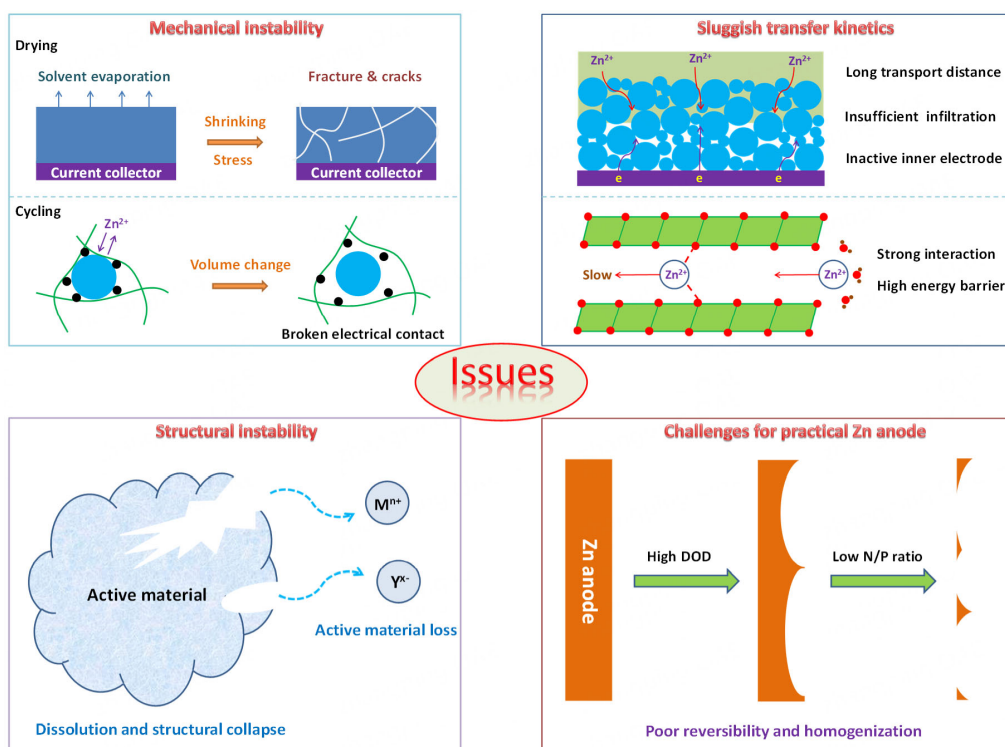 Mechanical instability
Drying
Solvent evaporation
Fracture & cracks
Shrinking
Stress
Current collector
Current collector
Cycling
Zn²⁺
Volume change
Broken electrical contact
Sluggish transfer kinetics
Zn²⁺
Zn²⁺
Zn²⁺
Long transport distance
Insufficient infiltration
Inactive inner electrode
e
e
e
Slow
Zn²⁺
Zn²⁺
Strong interaction
High energy barrier
Issues
Structural instability
Active material
Mⁿ⁺
Yˣ⁻
Active material loss
Dissolution and structural collapse
Challenges for practical Zn anode
Zn anode
High DOD
Low N/P ratio
Poor reversibility and homogenization